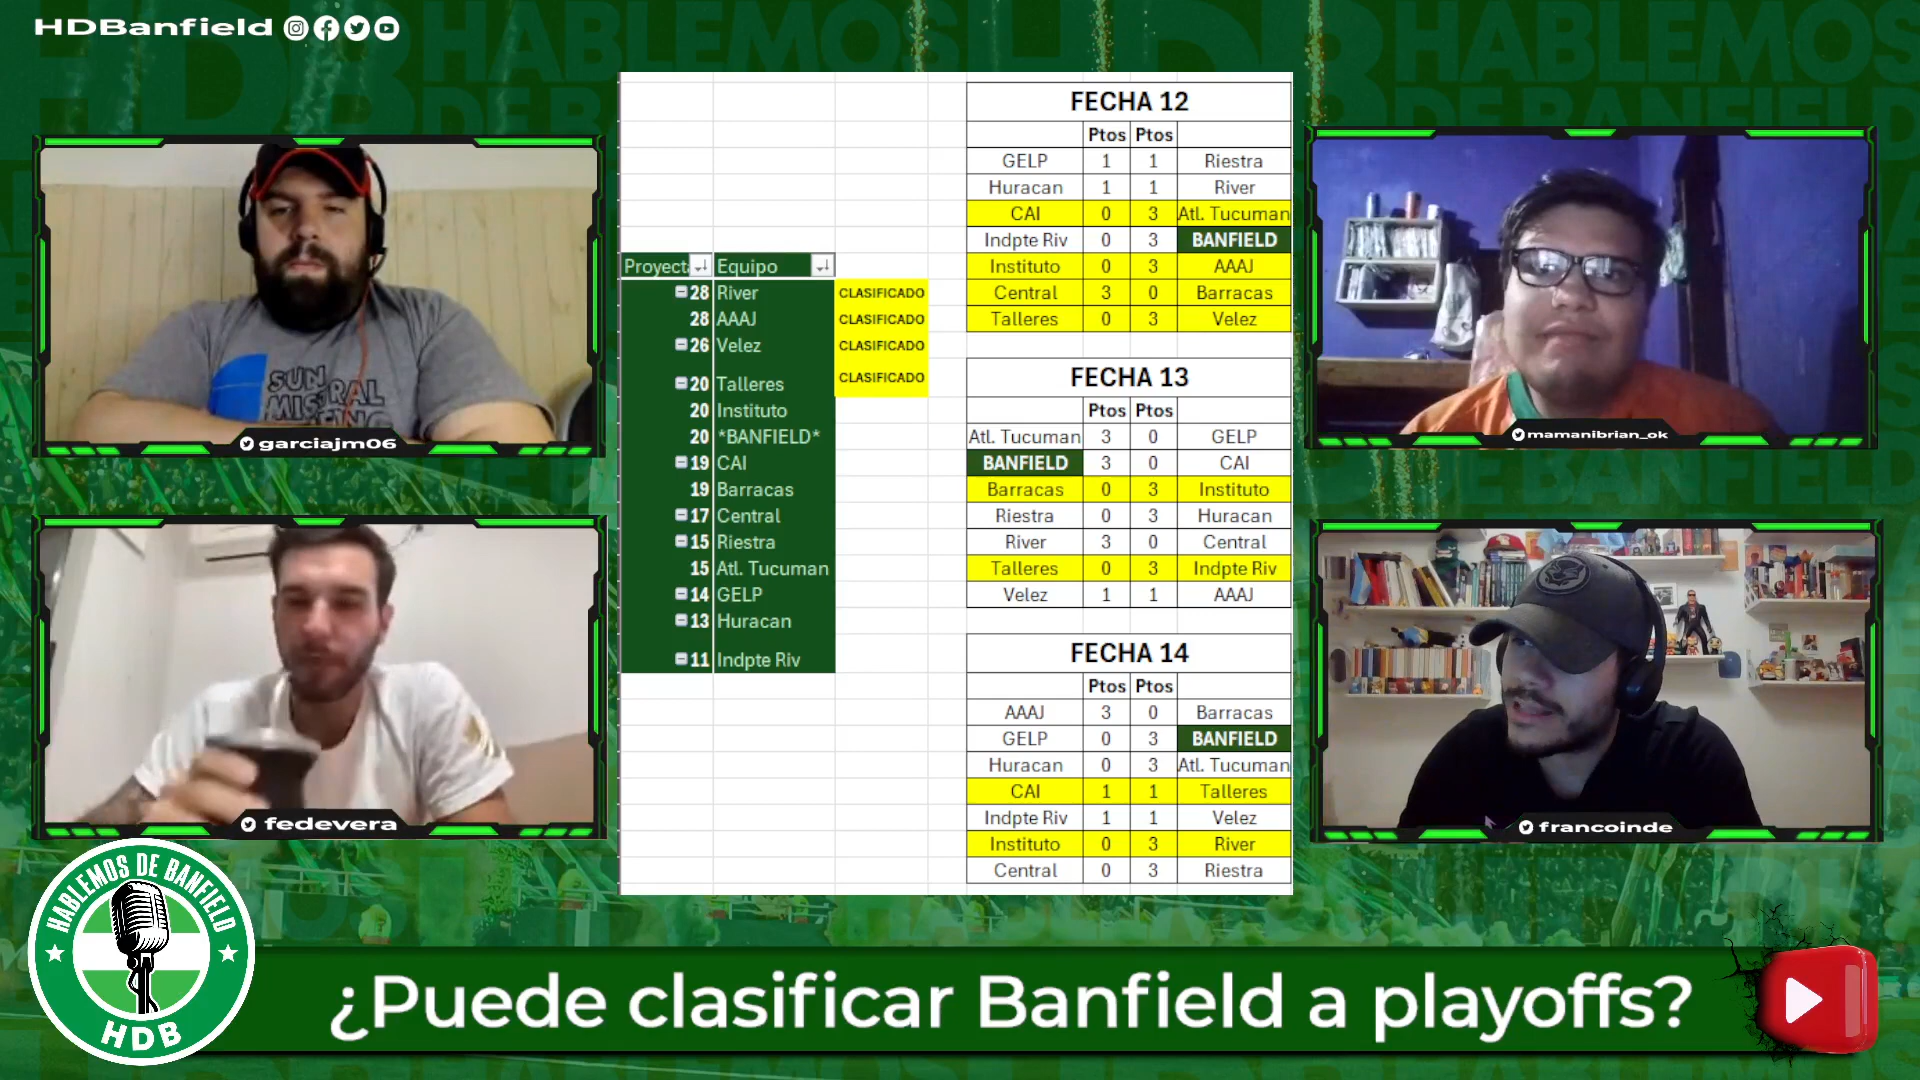 HDBanfield
FECHA 12
Ptos Ptos
GELP 1 1 Riestra
Huracan 1 1 River
CAI 0 3 Atl. Tucuman
Indpte Riv 0 3 BANFIELD
Instituto 0 3 AAAJ
Central 3 0 Barracas
Talleres 0 3 Velez
Proyect Equipo
28 River CLASIFICADO
28 AAAJ CLASIFICADO
26 Velez CLASIFICADO
20 Talleres CLASIFICADO
20 Instituto
20 *BANFIELD*
19 CAI
19 Barracas
17 Central
15 Riestra
15 Atl. Tucuman
14 GELP
13 Huracan
11 Indpte Riv
FECHA 13
Ptos Ptos
Atl. Tucuman 3 0 GELP
BANFIELD 3 0 CAI
Barracas 0 3 Instituto
Riestra 0 3 Huracan
River 3 0 Central
Talleres 0 3 Indpte Riv
Velez 1 1 AAAJ
FECHA 14
Ptos Ptos
AAAJ 3 0 Barracas
GELP 0 3 BANFIELD
Huracan 0 3 Atl. Tucuman
CAI 1 1 Talleres
Indpte Riv 1 1 Velez
Instituto 0 3 River
Central 0 3 Riestra
SUN
garciajm06
mamanibrian_ok
fedevera
francoinde
HABLEMOS DE BANFIELD
HDB
¿Puede clasificar Banfield a playoffs?